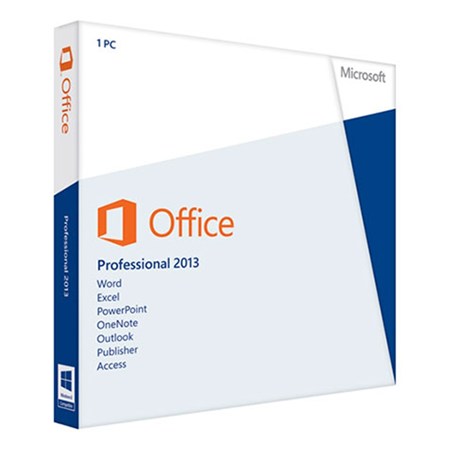 1 PC
Microsoft
Office
Professional 2013
Word
Excel
PowerPoint
OneNote
Outlook
Publisher
Access
Office
Professional 2013